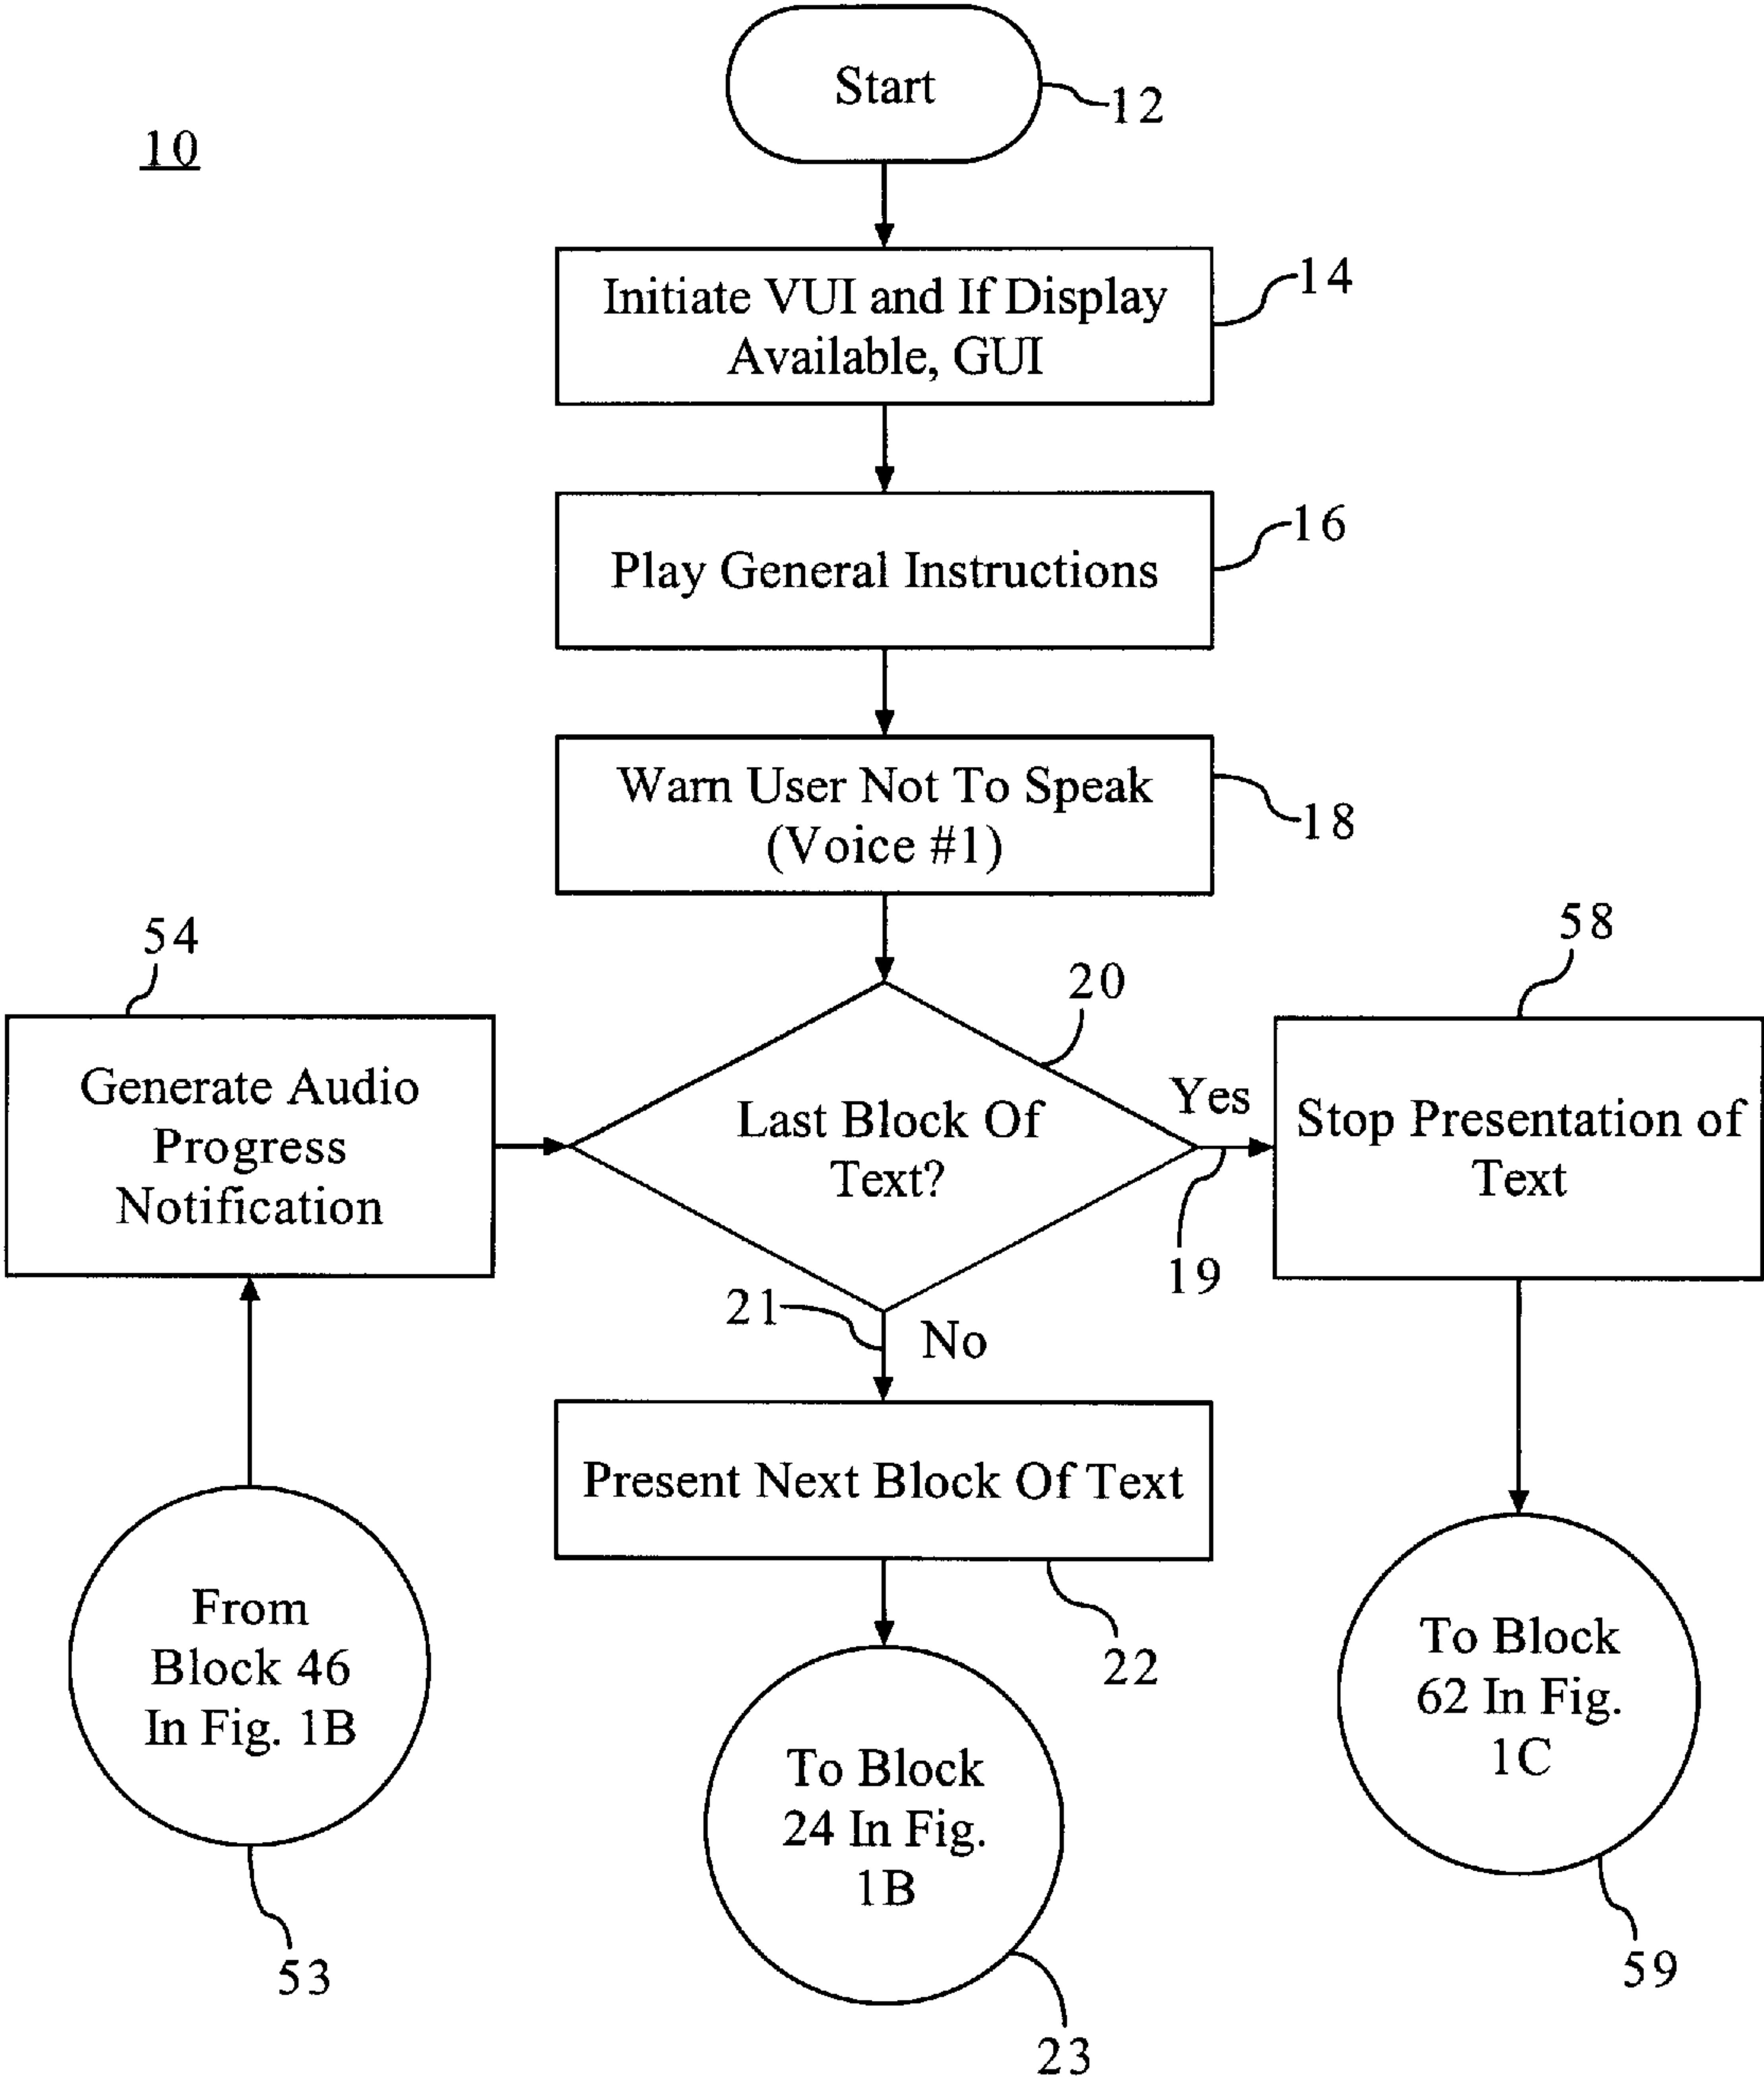 Start
12
10
Initiate VUI and If Display
Available, GUI
14
Play General Instructions
16
Warn User Not To Speak
(Voice #1)
18
54
58
20
Generate Audio
Progress
Notification
Last Block Of
Text?
Yes
19
Stop Presentation of
Text
21
No
Present Next Block Of Text
22
From
Block 46
In Fig. 1B
53
To Block
24 In Fig.
1B
23
To Block
62 In Fig.
1C
59